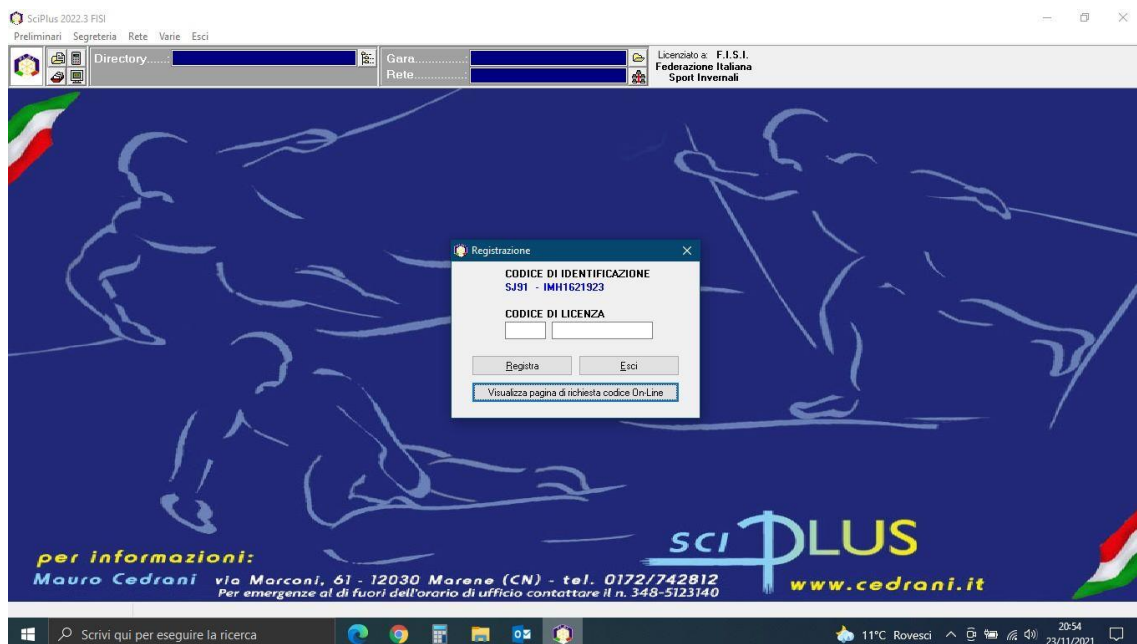 SciPlus 2022.3 FISI
Preliminari Segreteria Rete Varie Esci
Directory......:
Gara..............:
Rete..............:
Licenziato a: F.I.S.I.
Federazione Italiana
Sport Invernali
Registrazione
CODICE DI IDENTIFICAZIONE
SJ91 - IMH1621923
CODICE DI LICENZA
Registra Esci
Visualizza pagina di richiesta codice On-Line
SCI PLUS
per informazioni:
Mauro Cedrani via Marconi, 61 - 12030 Marene (CN) - tel. 0172/742812
Per emergenze al di fuori dell'orario di ufficio contattare il n. 348-5123140
www.cedrani.it
Scrivi qui per eseguire la ricerca
11°C Rovesci
20:54
23/11/2021